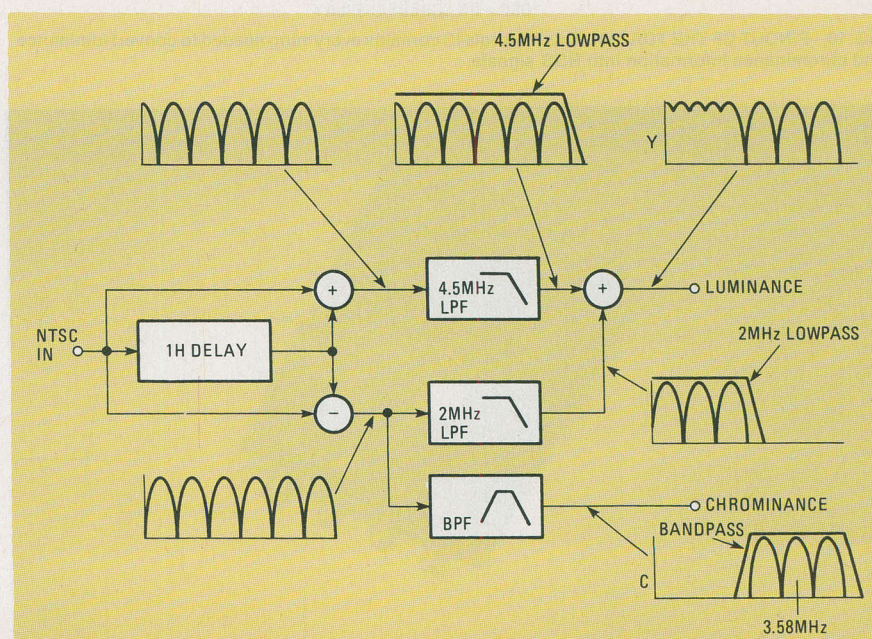 4.5MHz LOWPASS
Y
+
4.5MHz
LPF
+
LUMINANCE
NTSC
IN
1H DELAY
2MHz LOWPASS
−
2MHz
LPF
BPF
CHROMINANCE
BANDPASS
C
3.58MHz